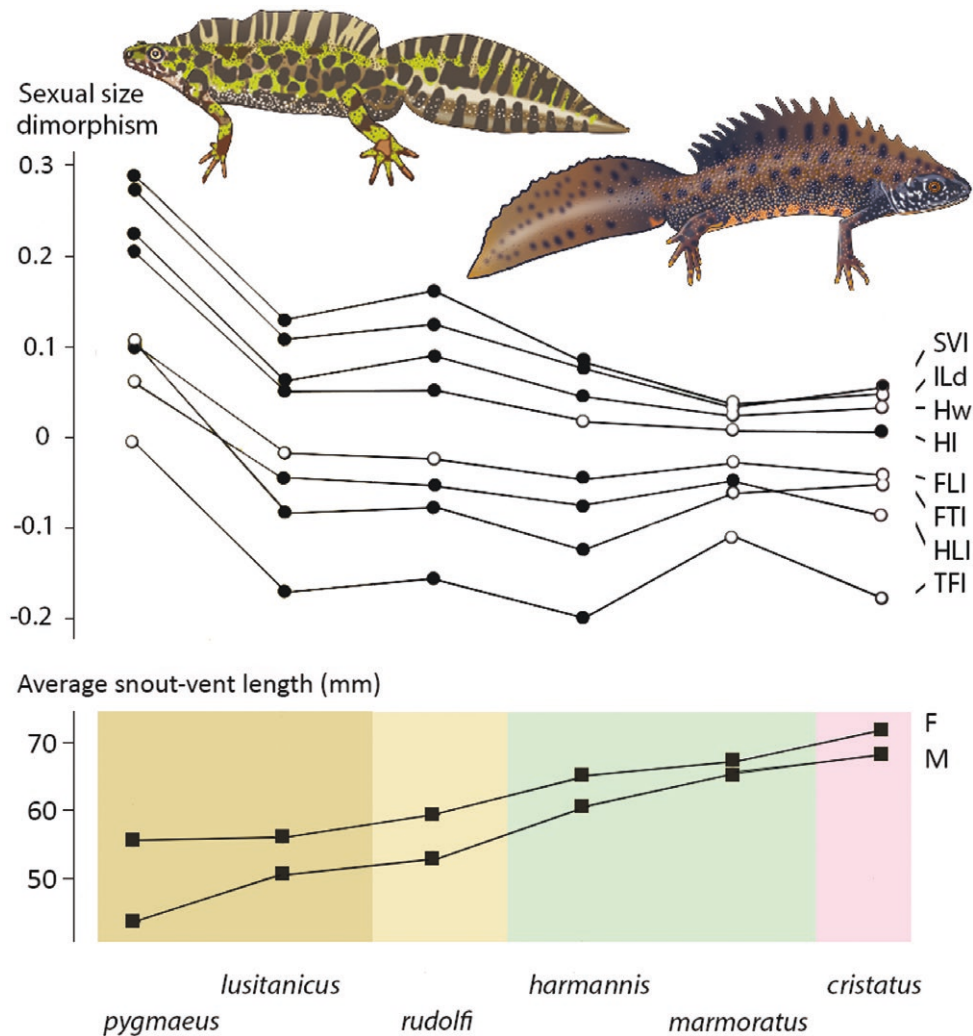 Sexual size
dimorphism
0.3
0.2
0.1
0
-0.1
-0.2
SVl
ILd
Hw
Hl
FLl
FTl
HLl
TFl
Average snout-vent length (mm)
70
60
50
F
M
lusitanicus
harmannis
cristatus
pygmaeus
rudolfi
marmoratus